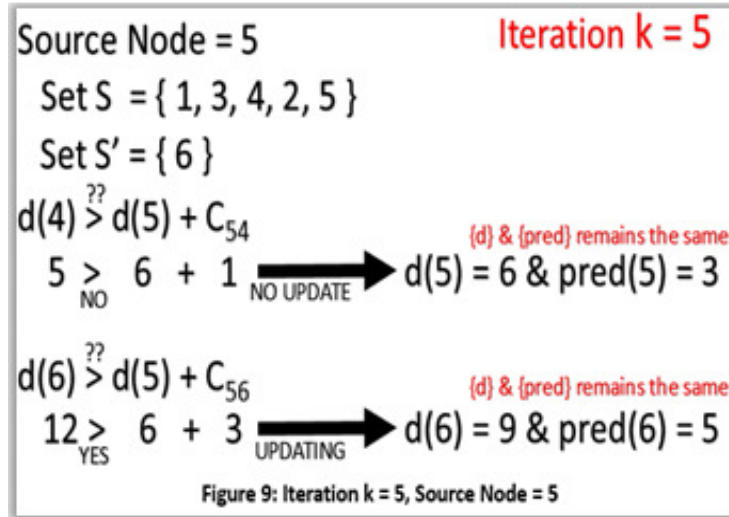 Source Node = 5
Iteration k = 5
Set S = { 1, 3, 4, 2, 5 }
Set S' = { 6 }
??
d(4) > d(5) + C₅₄
{d} & {pred} remains the same
5 > 6 + 1 NO UPDATE d(5) = 6 & pred(5) = 3
NO
??
d(6) > d(5) + C₅₆
{d} & {pred} remains the same
12 > 6 + 3 UPDATING d(6) = 9 & pred(6) = 5
YES
Figure 9: Iteration k = 5, Source Node = 5